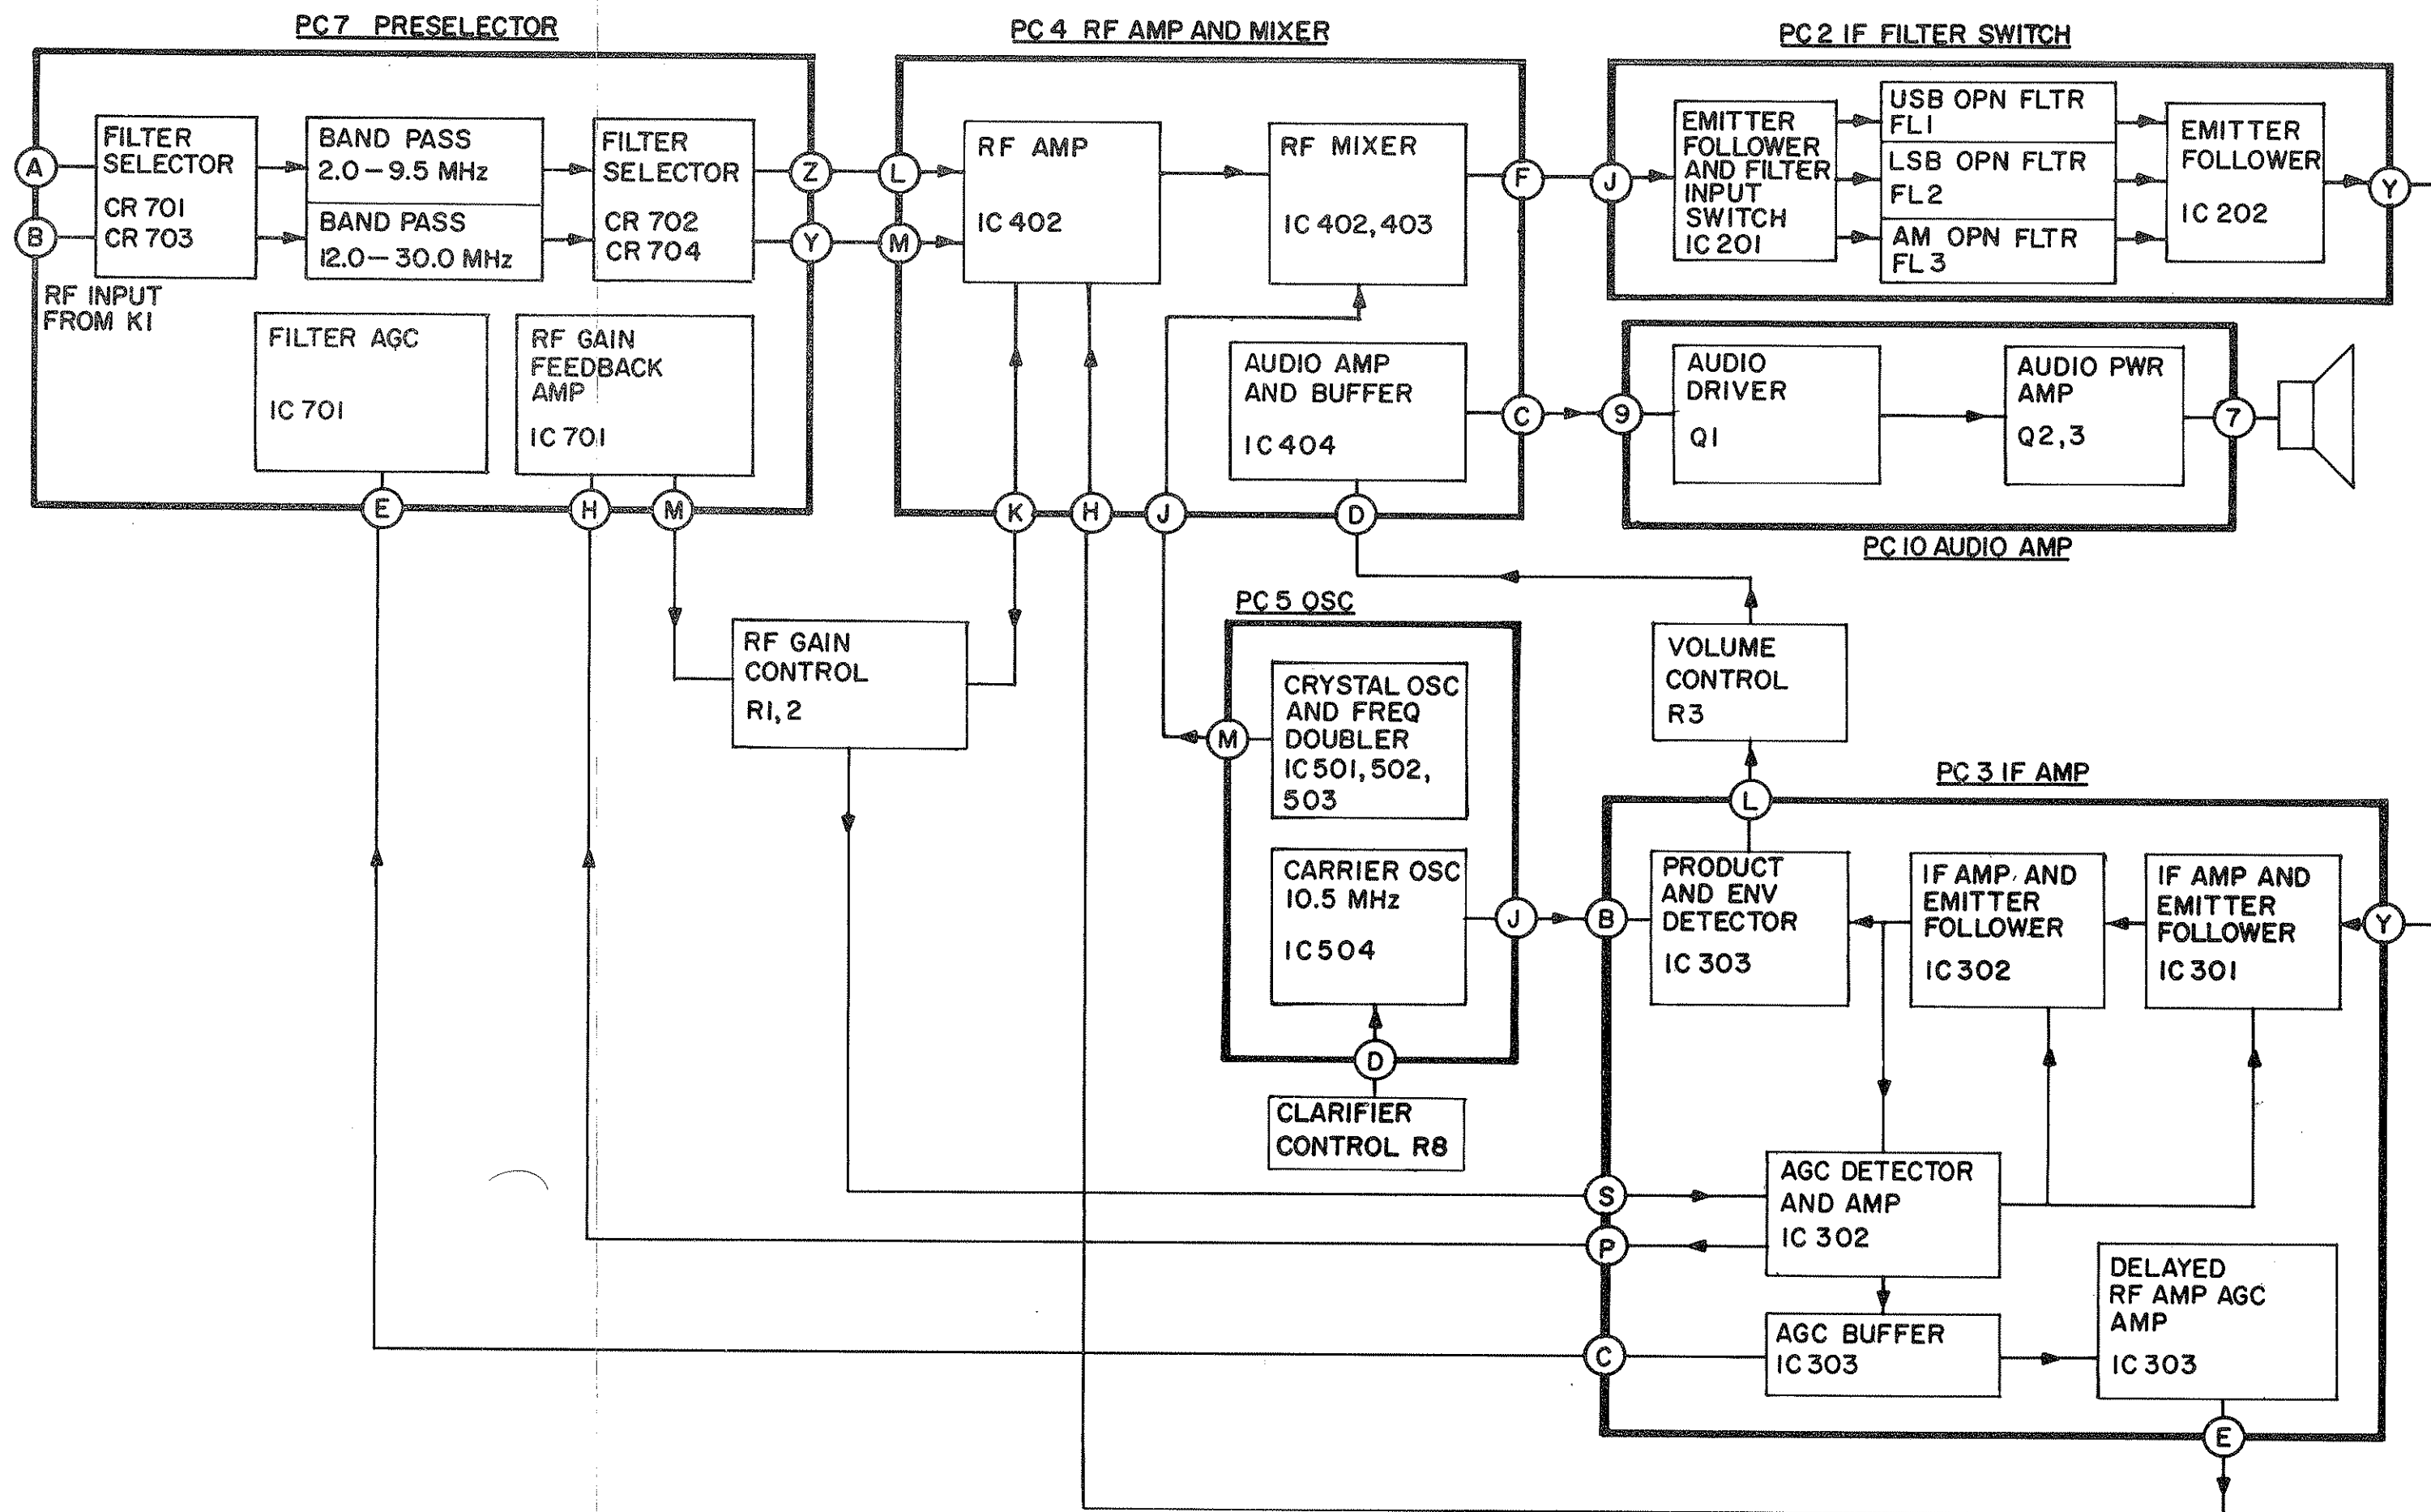 PC7 PRESELECTOR
A
B
FILTER
SELECTOR
CR 701
CR 703
BAND PASS
2.0-9.5 MHz
BAND PASS
12.0-30.0 MHz
FILTER
SELECTOR
CR 702
CR 704
Z
Y
RF INPUT
FROM K1
FILTER AGC
IC 701
RF GAIN
FEEDBACK
AMP
IC 701
E
H
M
PC 4 RF AMP AND MIXER
L
M
RF AMP
IC 402
RF MIXER
IC 402, 403
F
AUDIO AMP
AND BUFFER
IC 404
C
K
H
J
D
PC 2 IF FILTER SWITCH
J
EMITTER
FOLLOWER
AND FILTER
INPUT
SWITCH
IC 201
USB OPN FLTR
FL1
LSB OPN FLTR
FL2
AM OPN FLTR
FL3
EMITTER
FOLLOWER
IC 202
Y
9
AUDIO
DRIVER
Q1
AUDIO PWR
AMP
Q2, 3
7
PC 10 AUDIO AMP
RF GAIN
CONTROL
R1, 2
PC 5 OSC
M
CRYSTAL OSC
AND FREQ
DOUBLER
IC 501, 502,
503
CARRIER OSC
10.5 MHz
IC 504
J
D
CLARIFIER
CONTROL R8
VOLUME
CONTROL
R3
PC 3 IF AMP
L
B
PRODUCT
AND ENV
DETECTOR
IC 303
IF AMP AND
EMITTER
FOLLOWER
IC 302
IF AMP AND
EMITTER
FOLLOWER
IC 301
Y
S
P
C
AGC DETECTOR
AND AMP
IC 302
AGC BUFFER
IC 303
DELAYED
RF AMP AGC
AMP
IC 303
E